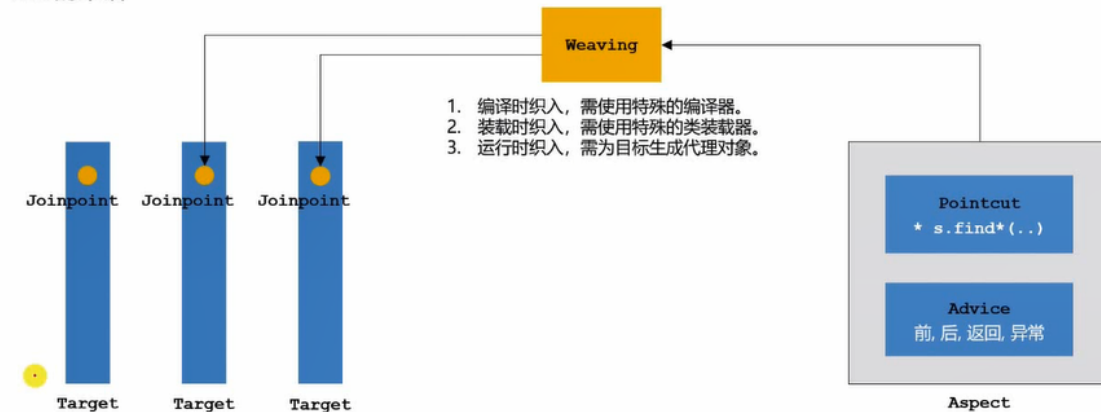 Weaving
1. 编译时织入，需使用特殊的编译器。
2. 装载时织入，需使用特殊的类装载器。
3. 运行时织入，需为目标生成代理对象。
Joinpoint Joinpoint Joinpoint
Pointcut
* s.find*(..)
Advice
前, 后, 返回, 异常
Target Target Target
Aspect